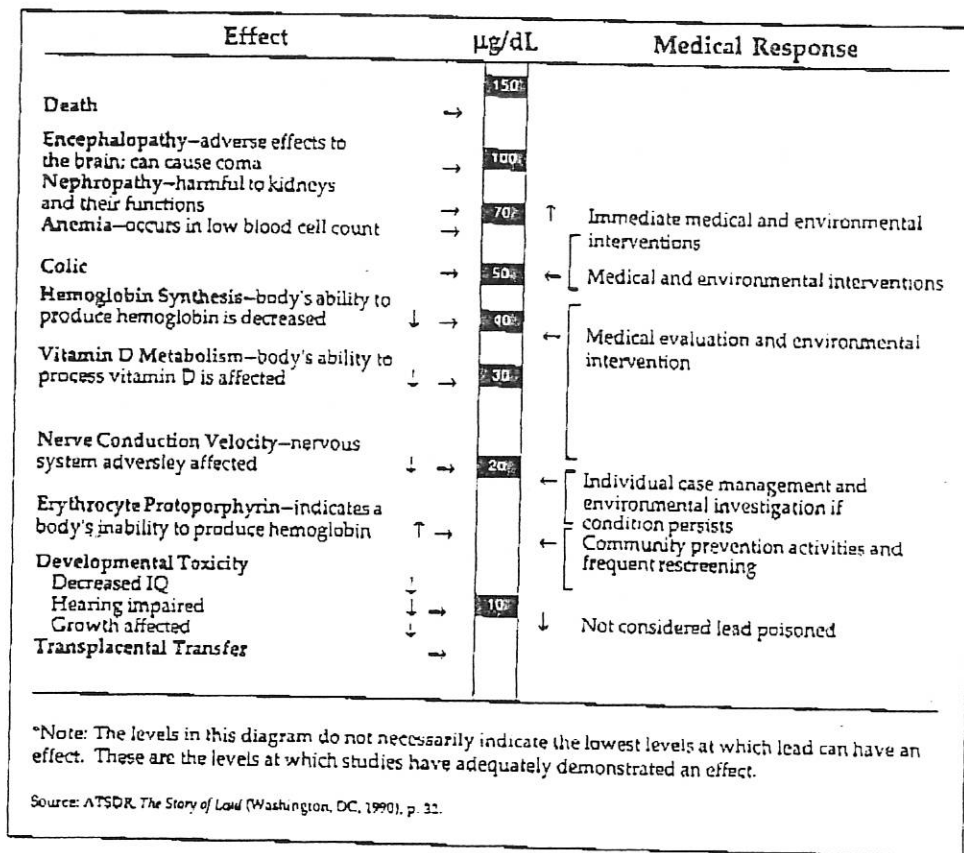 Effect μg/dL Medical Response
150
Death →
Encephalopathy—adverse effects to
the brain; can cause coma → 100
Nephropathy—harmful to kidneys
and their functions → 70 ↑ Immediate medical and environmental
Anemia—occurs in low blood cell count → interventions
Colic → 50 ← Medical and environmental interventions
Hemoglobin Synthesis—body's ability to
produce hemoglobin is decreased ↓ → 40 ← Medical evaluation and environmental
intervention
Vitamin D Metabolism—body's ability to
process vitamin D is affected ↓ → 30
Nerve Conduction Velocity—nervous
system adversley affected ↓ → 20
← Individual case management and
environmental investigation if
condition persists
Erythrocyte Protoporphyrin—indicates a
body's inability to produce hemoglobin ↑ →
← Community prevention activities and
frequent rescreening
Developmental Toxicity
Decreased IQ ↓
Hearing impaired ↓ → 10
Growth affected ↓ ↓ Not considered lead poisoned
Transplacental Transfer →
*Note: The levels in this diagram do not necessarily indicate the lowest levels at which lead can have an
effect. These are the levels at which studies have adequately demonstrated an effect.
Source: ATSDR, The Story of Lead (Washington, DC, 1990), p. 32.